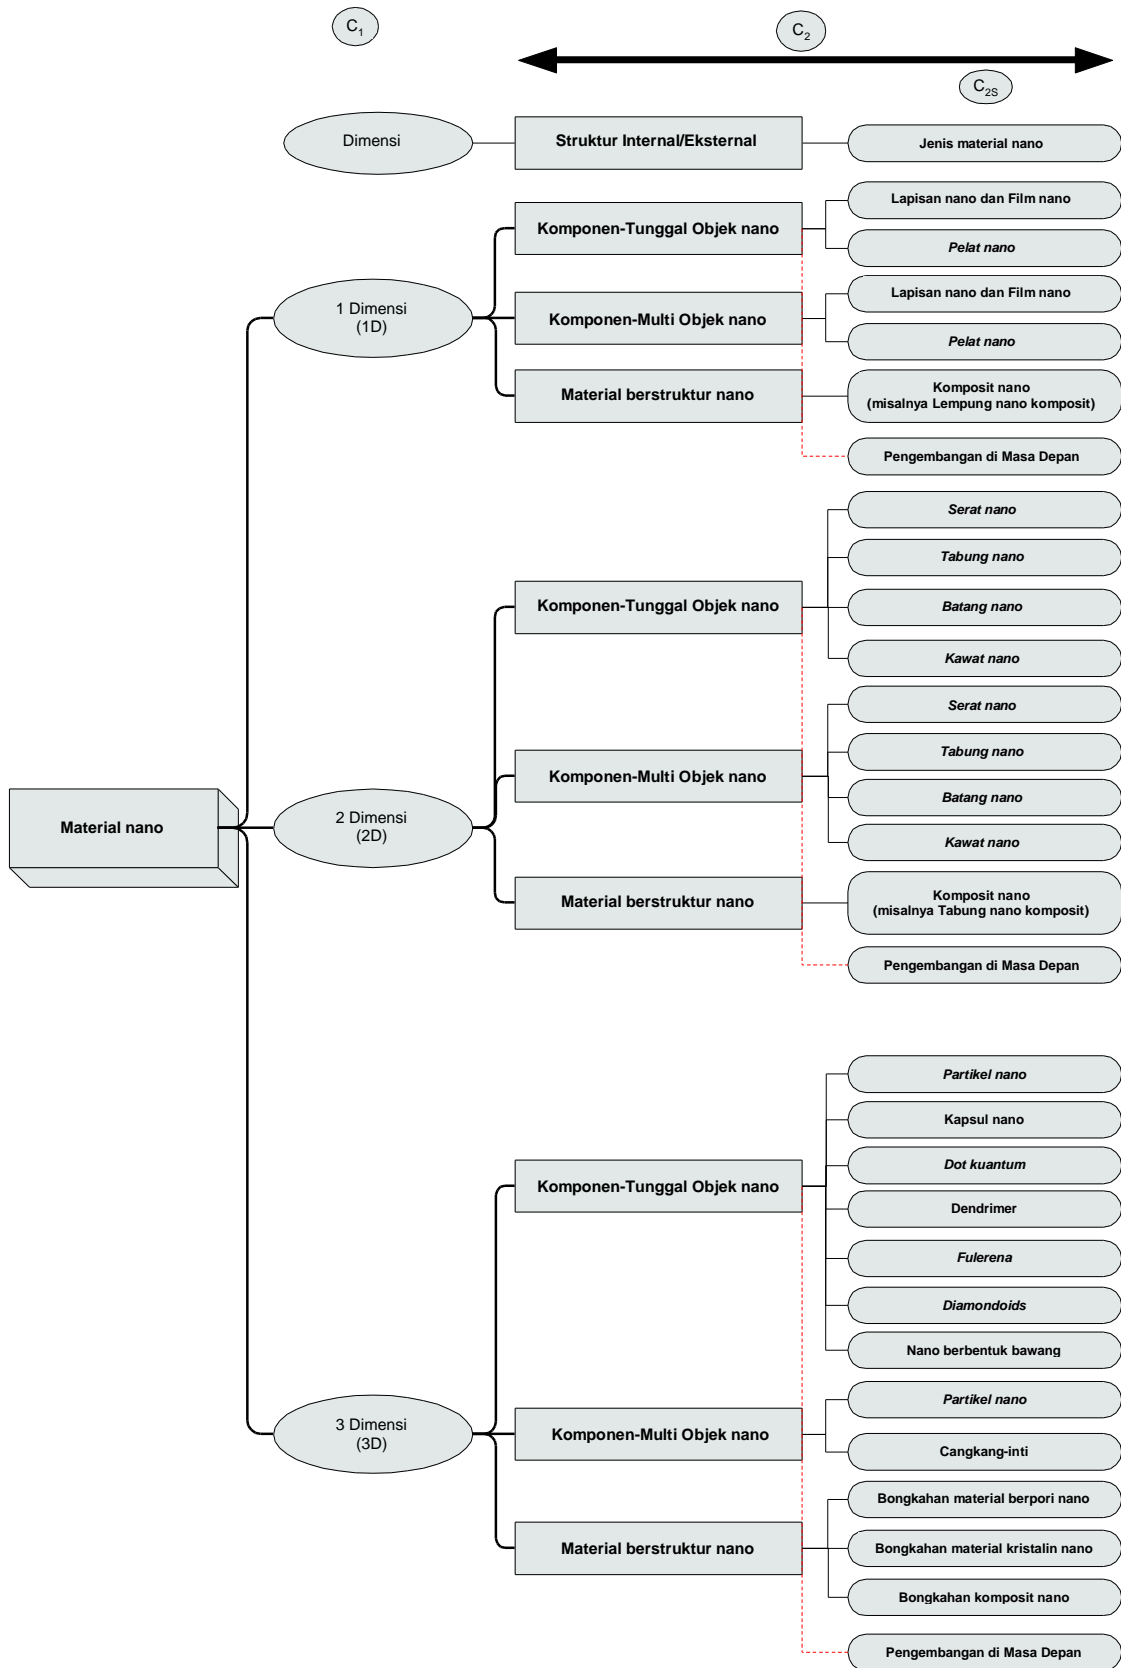 C1
C2
C2S
Dimensi
Struktur Internal/Eksternal
Jenis material nano
Material nano
1 Dimensi
(1D)
Komponen-Tunggal Objek nano
Lapisan nano dan Film nano
Pelat nano
Komponen-Multi Objek nano
Lapisan nano dan Film nano
Pelat nano
Material berstruktur nano
Komposit nano
(misalnya Lempung nano komposit)
Pengembangan di Masa Depan
2 Dimensi
(2D)
Komponen-Tunggal Objek nano
Serat nano
Tabung nano
Batang nano
Kawat nano
Komponen-Multi Objek nano
Serat nano
Tabung nano
Batang nano
Kawat nano
Material berstruktur nano
Komposit nano
(misalnya Tabung nano komposit)
Pengembangan di Masa Depan
3 Dimensi
(3D)
Komponen-Tunggal Objek nano
Partikel nano
Kapsul nano
Dot kuantum
Dendrimer
Fulerena
Diamondoids
Nano berbentuk bawang
Komponen-Multi Objek nano
Partikel nano
Cangkang-inti
Material berstruktur nano
Bongkahan material berpori nano
Bongkahan material kristalin nano
Bongkahan komposit nano
Pengembangan di Masa Depan